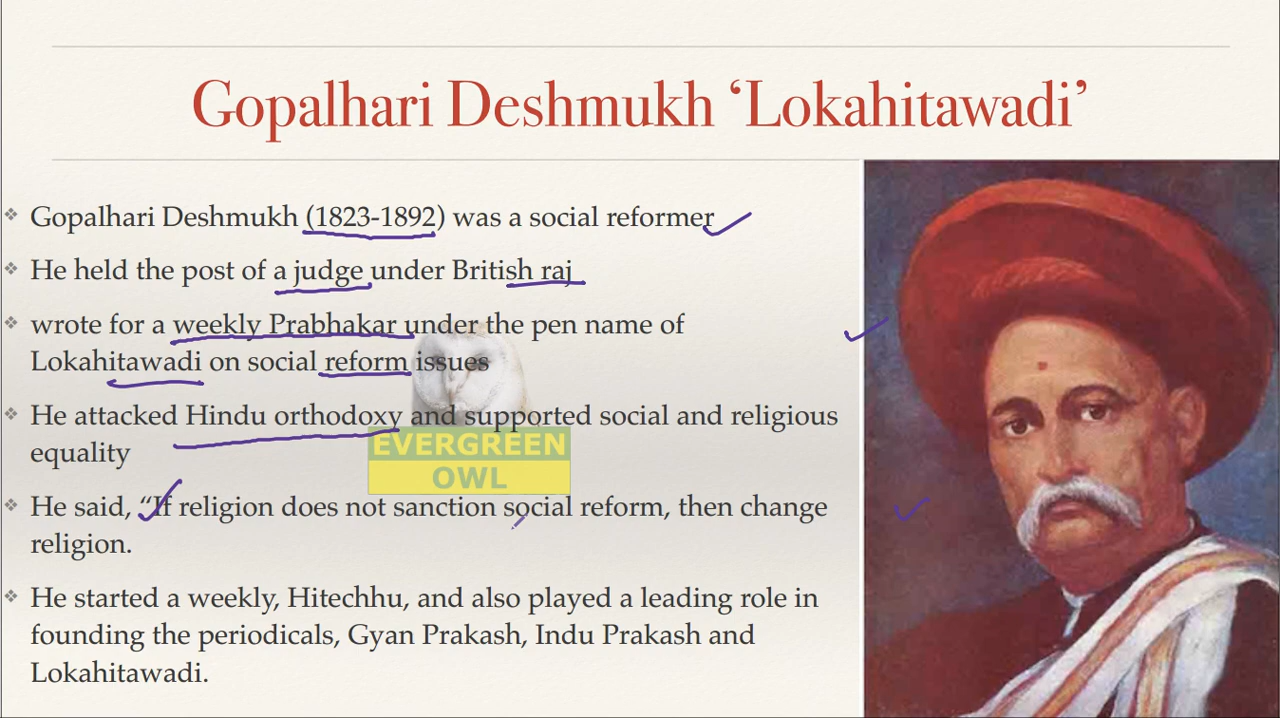 Gopalhari Deshmukh ‘Lokahitawadi’
❖ Gopalhari Deshmukh (1823-1892) was a social reformer
❖ He held the post of a judge under British raj
❖ wrote for a weekly Prabhakar under the pen name of
Lokahitawadi on social reform issues
❖ He attacked Hindu orthodoxy and supported social and religious
equality
❖ He said, “If religion does not sanction social reform, then change
religion.
❖ He started a weekly, Hitechhu, and also played a leading role in
founding the periodicals, Gyan Prakash, Indu Prakash and
Lokahitawadi.
EVERGREEN
OWL